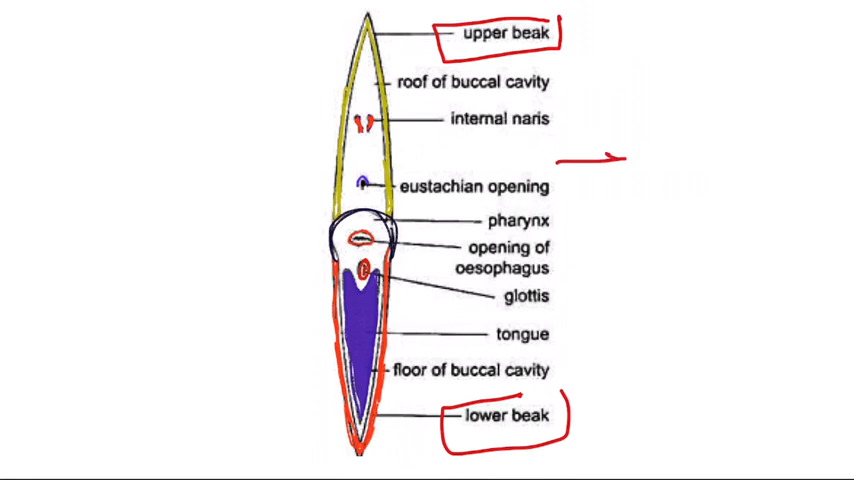 upper beak
roof of buccal cavity
internal naris
eustachian opening
pharynx
opening of
oesophagus
glottis
tongue
floor of buccal cavity
lower beak